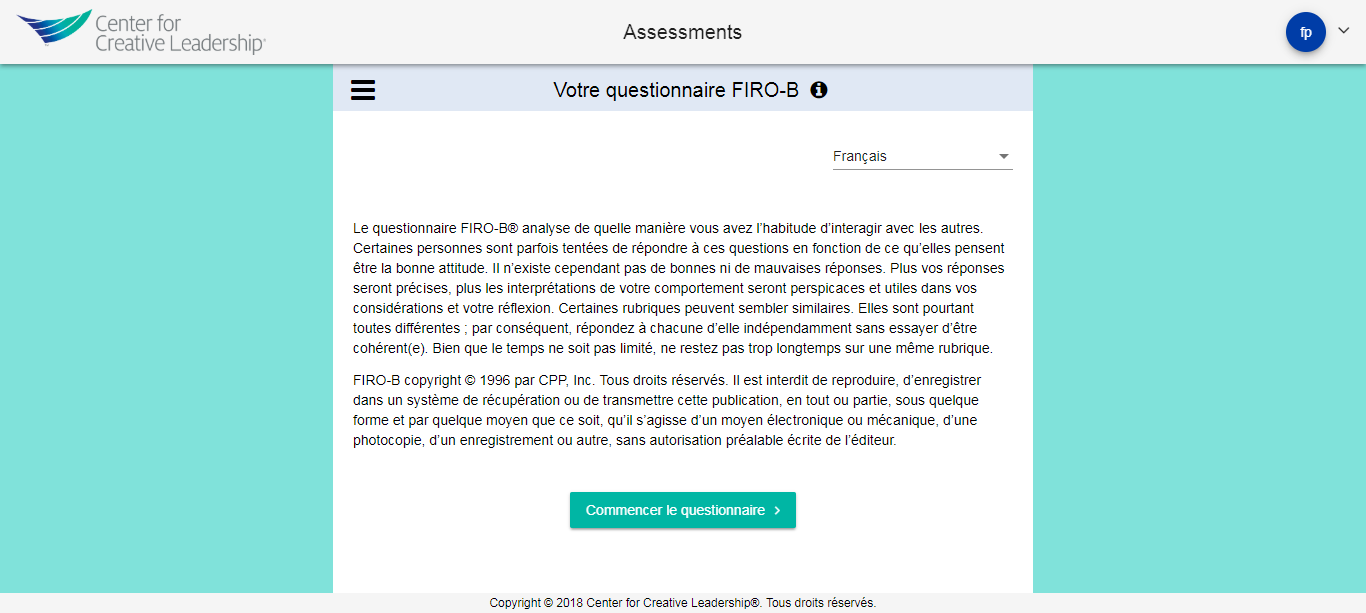 Center for
Creative Leadership®
Assessments
fp
Votre questionnaire FIRO-B
Français
Le questionnaire FIRO-B® analyse de quelle manière vous avez l’habitude d’interagir avec les autres.
Certaines personnes sont parfois tentées de répondre à ces questions en fonction de ce qu’elles pensent
être la bonne attitude. Il n’existe cependant pas de bonnes ni de mauvaises réponses. Plus vos réponses
seront précises, plus les interprétations de votre comportement seront perspicaces et utiles dans vos
considérations et votre réflexion. Certaines rubriques peuvent sembler similaires. Elles sont pourtant
toutes différentes ; par conséquent, répondez à chacune d’elle indépendamment sans essayer d’être
cohérent(e). Bien que le temps ne soit pas limité, ne restez pas trop longtemps sur une même rubrique.
FIRO-B copyright © 1996 par CPP, Inc. Tous droits réservés. Il est interdit de reproduire, d’enregistrer
dans un système de récupération ou de transmettre cette publication, en tout ou partie, sous quelque
forme et par quelque moyen que ce soit, qu’il s’agisse d’un moyen électronique ou mécanique, d’une
photocopie, d’un enregistrement ou autre, sans autorisation préalable écrite de l’éditeur.
Commencer le questionnaire
Copyright © 2018 Center for Creative Leadership®. Tous droits réservés.